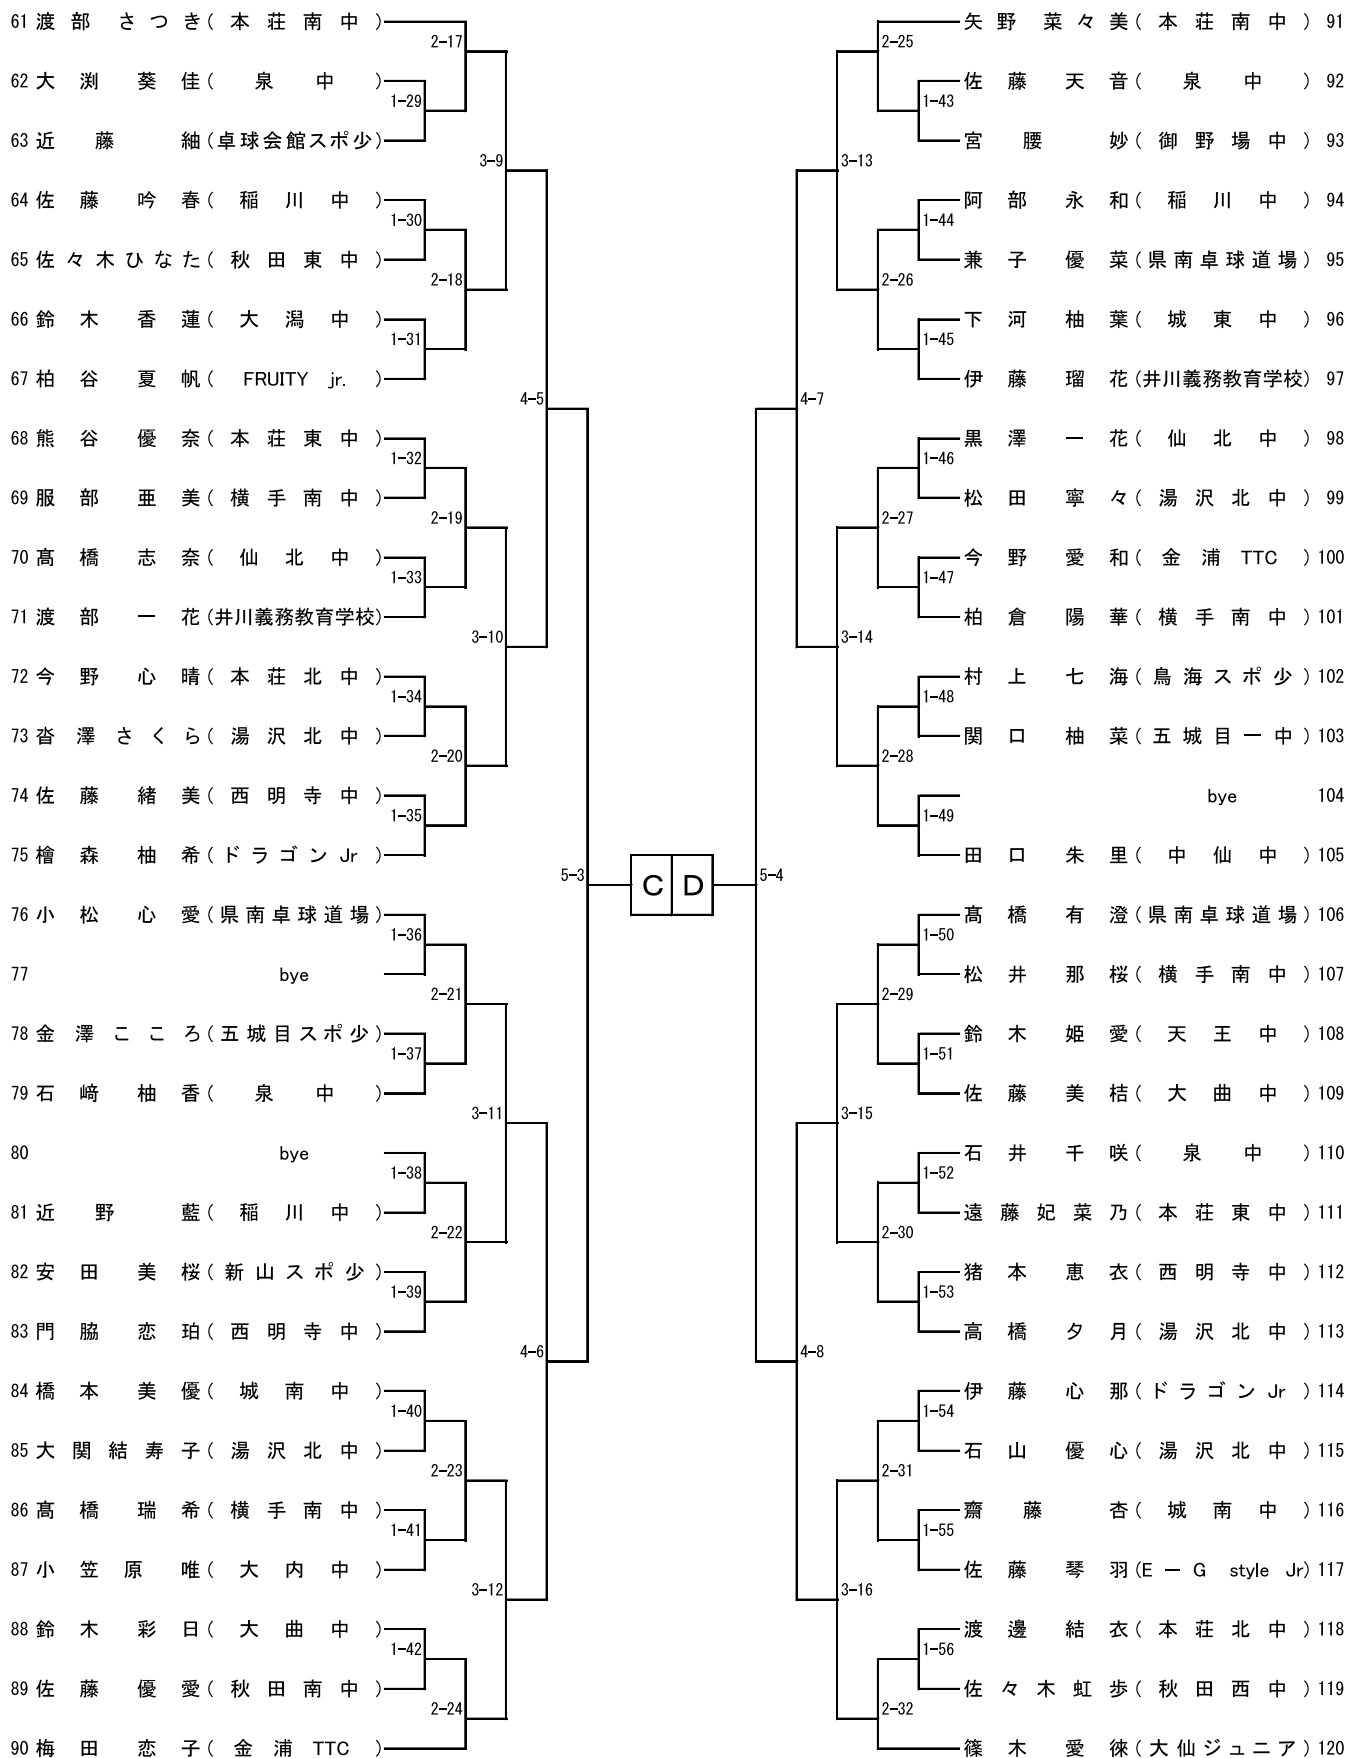 61 渡部 さつき (本荘南中)
2-17
62 大渕 葵佳 (泉中)
1-29
63 近藤 紬 (卓球会館スポ少)
3-9
64 佐藤 吟春 (稲川中)
1-30
65 佐々木ひなた (秋田東中)
2-18
66 鈴木 香蓮 (大潟中)
1-31
67 柏谷 夏帆 (FRUITY jr.)
4-5
68 熊谷 優奈 (本荘東中)
1-32
69 服部 亜美 (横手南中)
2-19
70 髙橋 志奈 (仙北中)
1-33
71 渡部 一花 (井川義務教育学校)
3-10
72 今野 心晴 (本荘北中)
1-34
73 沓澤さくら (湯沢北中)
2-20
74 佐藤 緒美 (西明寺中)
1-35
75 檜森 柚希 (ドラゴンJr)
5-3
76 小松 心愛 (県南卓球道場)
1-36
77 bye
2-21
78 金澤こころ (五城目スポ少)
1-37
79 石﨑 柚香 (泉中)
3-11
80 bye
1-38
81 近野 藍 (稲川中)
2-22
82 安田 美桜 (新山スポ少)
1-39
83 門脇 恋珀 (西明寺中)
4-6
84 橋本 美優 (城南中)
1-40
85 大関結寿子 (湯沢北中)
2-23
86 髙橋 瑞希 (横手南中)
1-41
87 小笠原 唯 (大内中)
3-12
88 鈴木 彩日 (大曲中)
1-42
89 佐藤 優愛 (秋田南中)
2-24
90 梅田 恋子 (金浦 TTC)
C D
矢野 菜々美 (本荘南中) 91
2-25
佐藤 天音 (泉中) 92
1-43
宮腰 妙 (御野場中) 93
3-13
阿部 永和 (稲川中) 94
1-44
兼子 優菜 (県南卓球道場) 95
2-26
下河 柚葉 (城東中) 96
1-45
伊藤 瑠花 (井川義務教育学校) 97
4-7
黒澤 一花 (仙北中) 98
1-46
松田 寧々 (湯沢北中) 99
2-27
今野 愛和 (金浦 TTC) 100
1-47
柏倉 陽華 (横手南中) 101
3-14
村上 七海 (鳥海スポ少) 102
1-48
関口 柚菜 (五城目一中) 103
2-28
bye 104
1-49
田口 朱里 (中仙中) 105
5-4
髙橋 有澄 (県南卓球道場) 106
1-50
松井 那桜 (横手南中) 107
2-29
鈴木 姫愛 (天王中) 108
1-51
佐藤 美桔 (大曲中) 109
3-15
石井 千咲 (泉中) 110
1-52
遠藤妃菜乃 (本荘東中) 111
2-30
猪本 恵衣 (西明寺中) 112
1-53
高橋 夕月 (湯沢北中) 113
4-8
伊藤 心那 (ドラゴンJr) 114
1-54
石山 優心 (湯沢北中) 115
2-31
齋藤 杏 (城南中) 116
1-55
佐藤 琴羽 (E－G style Jr) 117
3-16
渡邊 結衣 (本荘北中) 118
1-56
佐々木虹歩 (秋田西中) 119
2-32
篠木 愛徠 (大仙ジュニア) 120